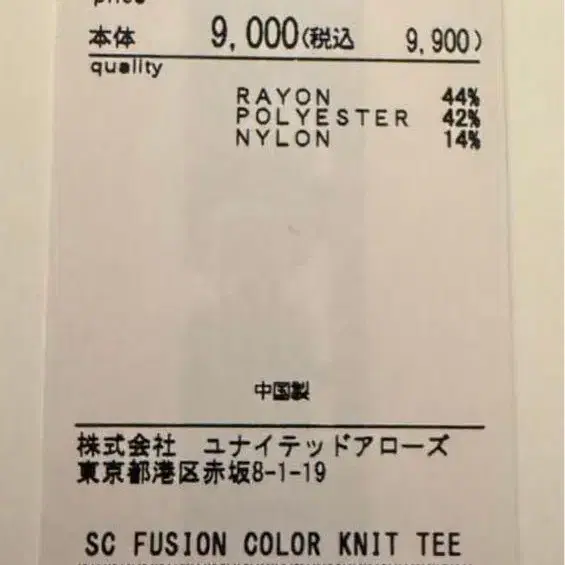 price
本体 9,000(税込 9,900)
quality
RAYON 44%
POLYESTER 42%
NYLON 14%
中国製
株式会社 ユナイテッドアローズ
東京都港区赤坂8-1-19
SC FUSION COLOR KNIT TEE